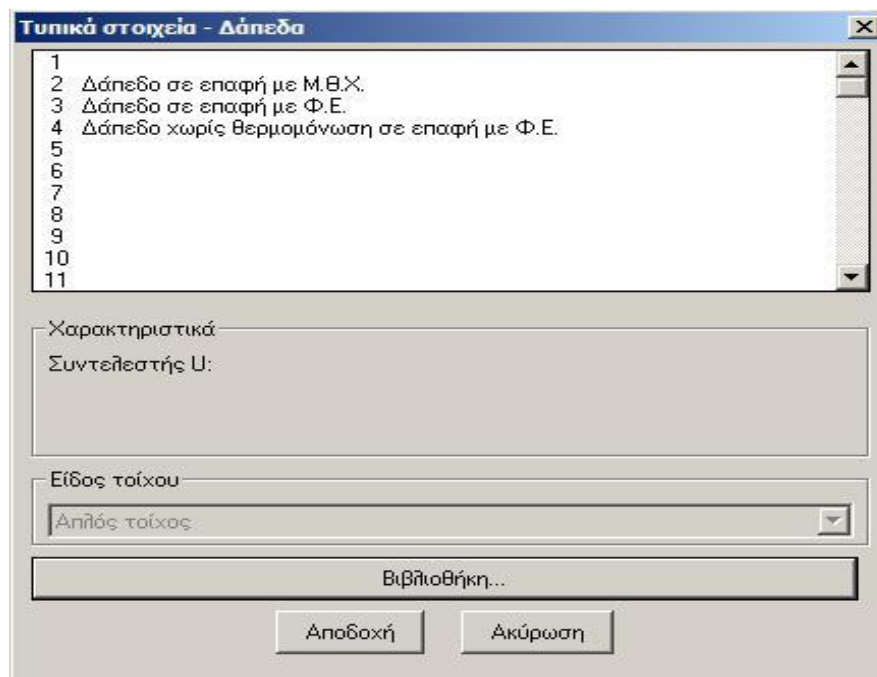 Τυπικά στοιχεία - Δάπεδα
1
2 Δάπεδο σε επαφή με Μ.Θ.Χ.
3 Δάπεδο σε επαφή με Φ.Ε.
4 Δάπεδο χωρίς θερμομόνωση σε επαφή με Φ.Ε.
5
6
7
8
9
10
11
Χαρακτηριστικά
Συντελεστής U:
Είδος τοίχου
Απλός τοίχος
Βιβλιοθήκη...
Αποδοχή Ακύρωση